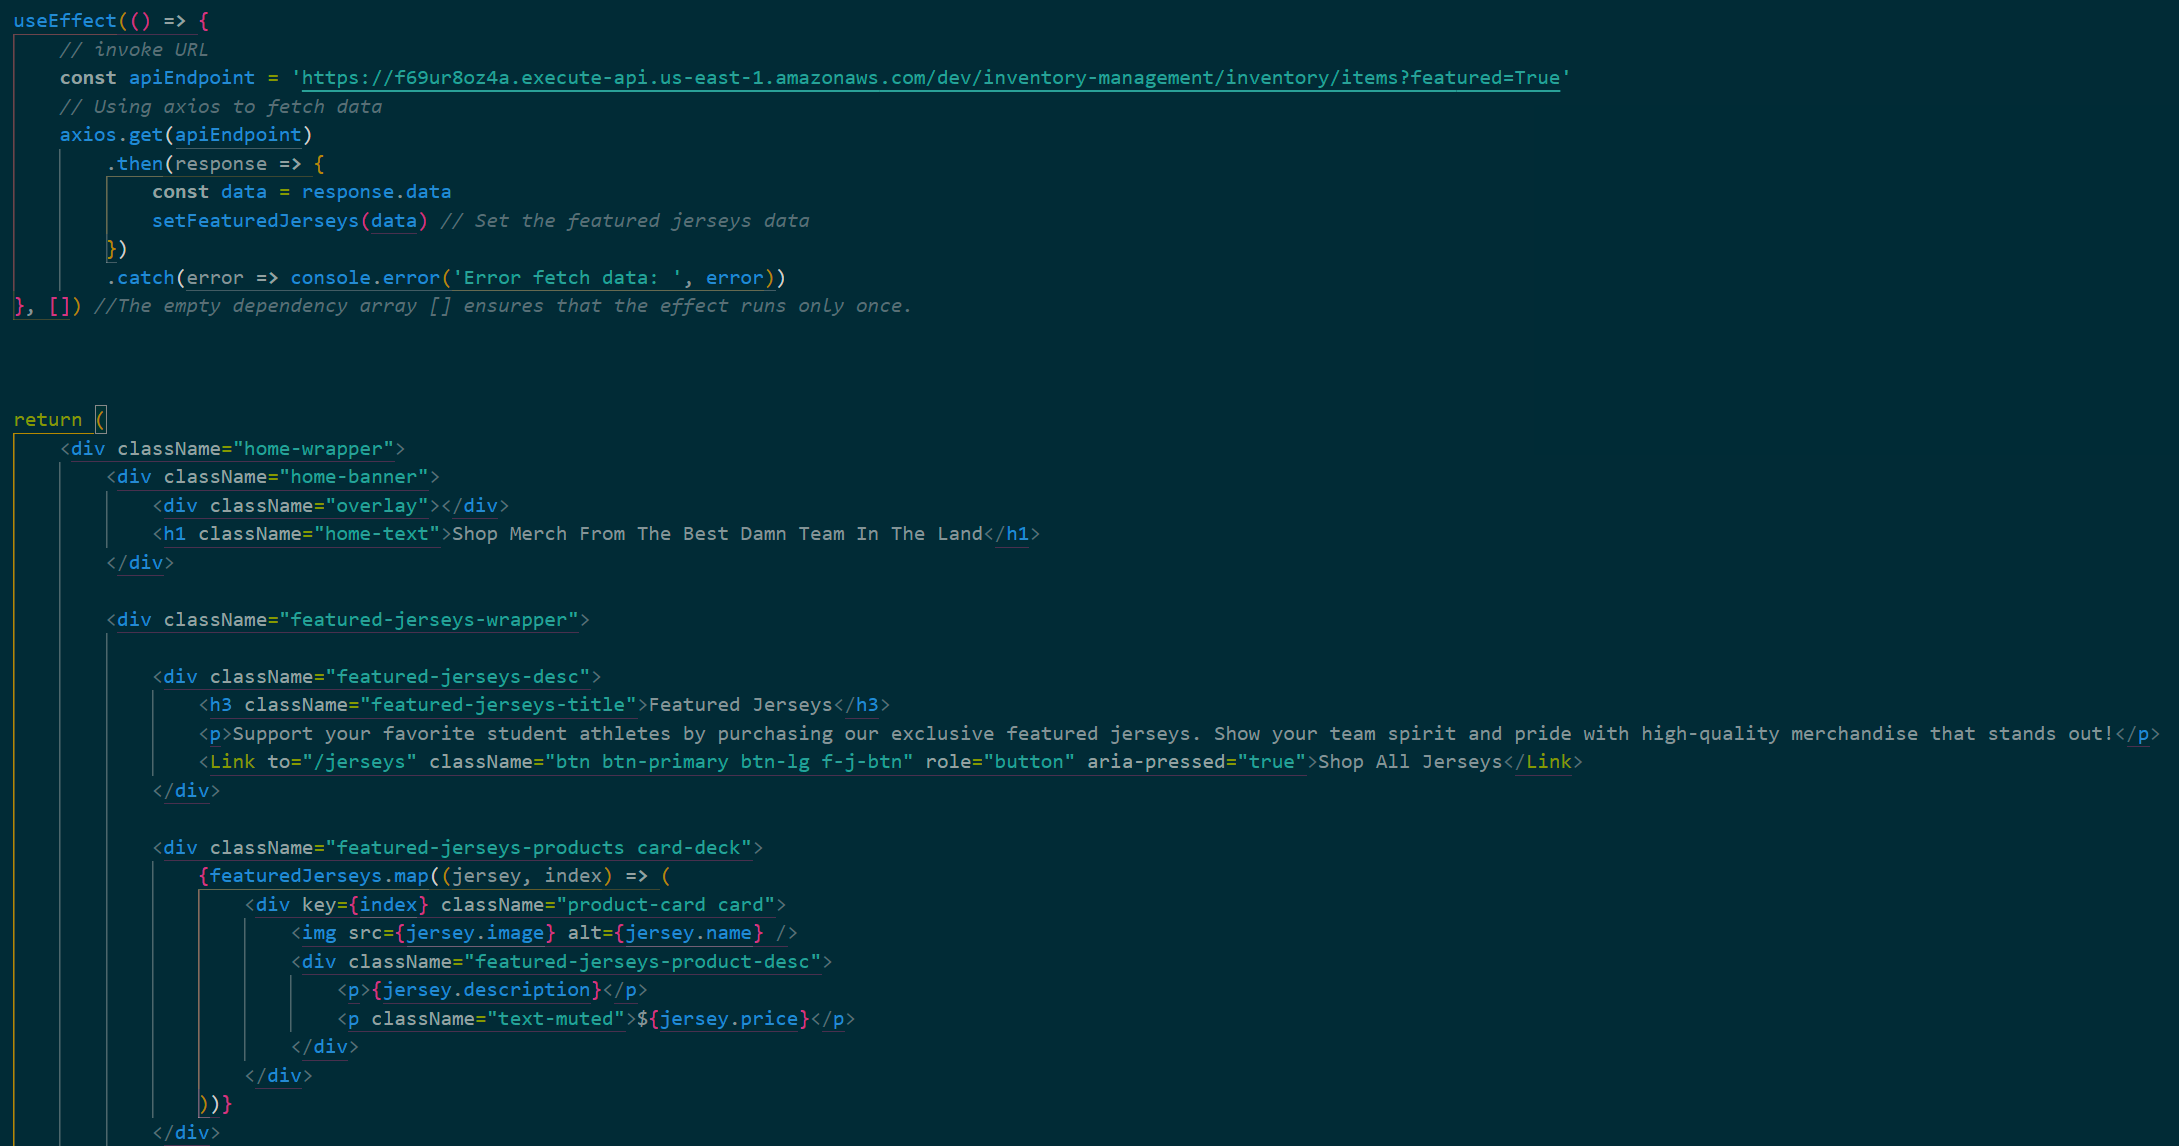 useEffect(() => {
    // invoke URL
    const apiEndpoint = 'https://f69ur8oz4a.execute-api.us-east-1.amazonaws.com/dev/inventory-management/inventory/items?featured=True'
    // Using axios to fetch data
    axios.get(apiEndpoint)
        .then(response => {
            const data = response.data
            setFeaturedJerseys(data) // Set the featured jerseys data
        })
        .catch(error => console.error('Error fetch data: ', error))
}, []) //The empty dependency array [] ensures that the effect runs only once.
return (
    <div className="home-wrapper">
        <div className="home-banner">
            <div className="overlay"></div>
            <h1 className="home-text">Shop Merch From The Best Damn Team In The Land</h1>
        </div>
        <div className="featured-jerseys-wrapper">
            <div className="featured-jerseys-desc">
                <h3 className="featured-jerseys-title">Featured Jerseys</h3>
                <p>Support your favorite student athletes by purchasing our exclusive featured jerseys. Show your team spirit and pride with high-quality merchandise that stands out!</p>
                <Link to="/jerseys" className="btn btn-primary btn-lg f-j-btn" role="button" aria-pressed="true">Shop All Jerseys</Link>
            </div>
            <div className="featured-jerseys-products card-deck">
                {featuredJerseys.map((jersey, index) => (
                    <div key={index} className="product-card card">
                        <img src={jersey.image} alt={jersey.name} />
                        <div className="featured-jerseys-product-desc">
                            <p>{jersey.description}</p>
                            <p className="text-muted">${jersey.price}</p>
                        </div>
                    </div>
                ))}
            </div>